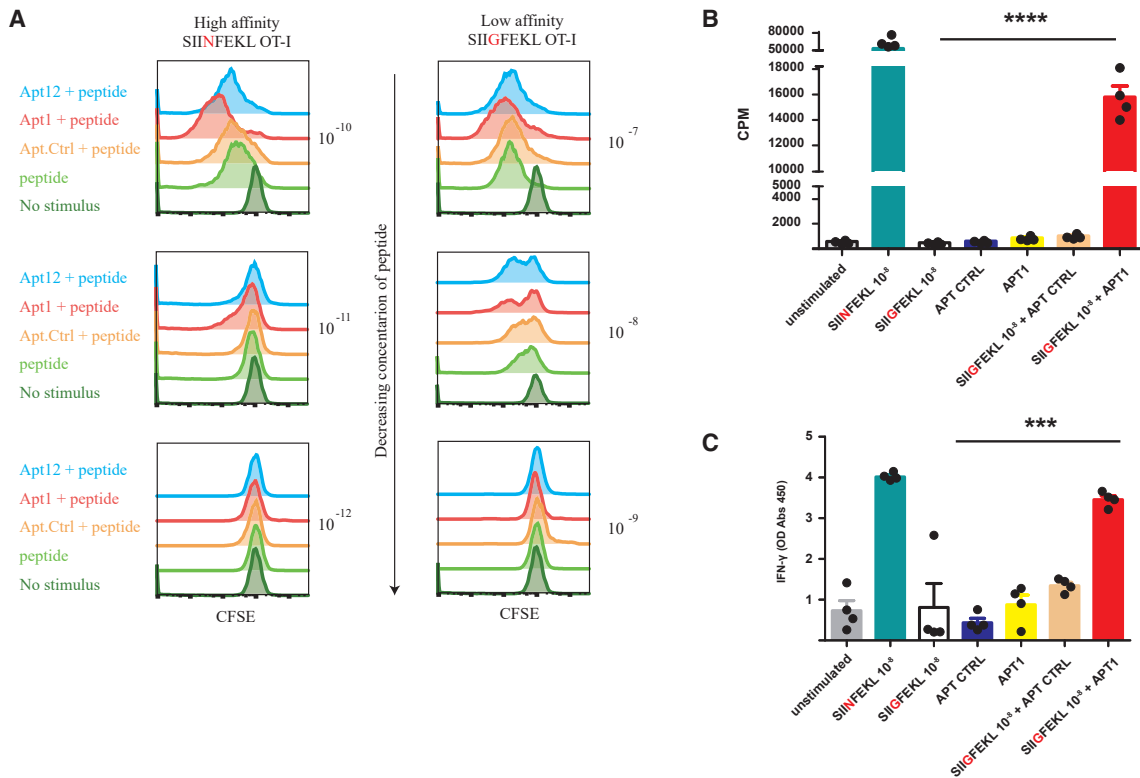 A
High affinity
SIINFEKL OT-I
Low affinity
SIIGFEKL OT-I
Apt12 + peptide
Apt1 + peptide
Apt.Ctrl + peptide
peptide
No stimulus
10-10
10-7
Apt12 + peptide
Apt1 + peptide
Apt.Ctrl + peptide
peptide
No stimulus
10-11
10-8
Apt12 + peptide
Apt1 + peptide
Apt.Ctrl + peptide
peptide
No stimulus
10-12
10-9
CFSE
CFSE
Decreasing concentarion of peptide
B
****
CPM
80000
50000
18000
16000
14000
12000
10000
5000
4000
2000
unstimulated
SIINFEKL 10-8
SIIGFEKL 10-8
APT CTRL
APT1
SIIGFEKL 10-8 + APT CTRL
SIIGFEKL 10-8 + APT1
C
***
IFN-γ (OD Abs 450)
5
4
3
2
1
unstimulated
SIINFEKL 10-8
SIIGFEKL 10-8
APT CTRL
APT1
SIIGFEKL 10-8 + APT CTRL
SIIGFEKL 10-8 + APT1